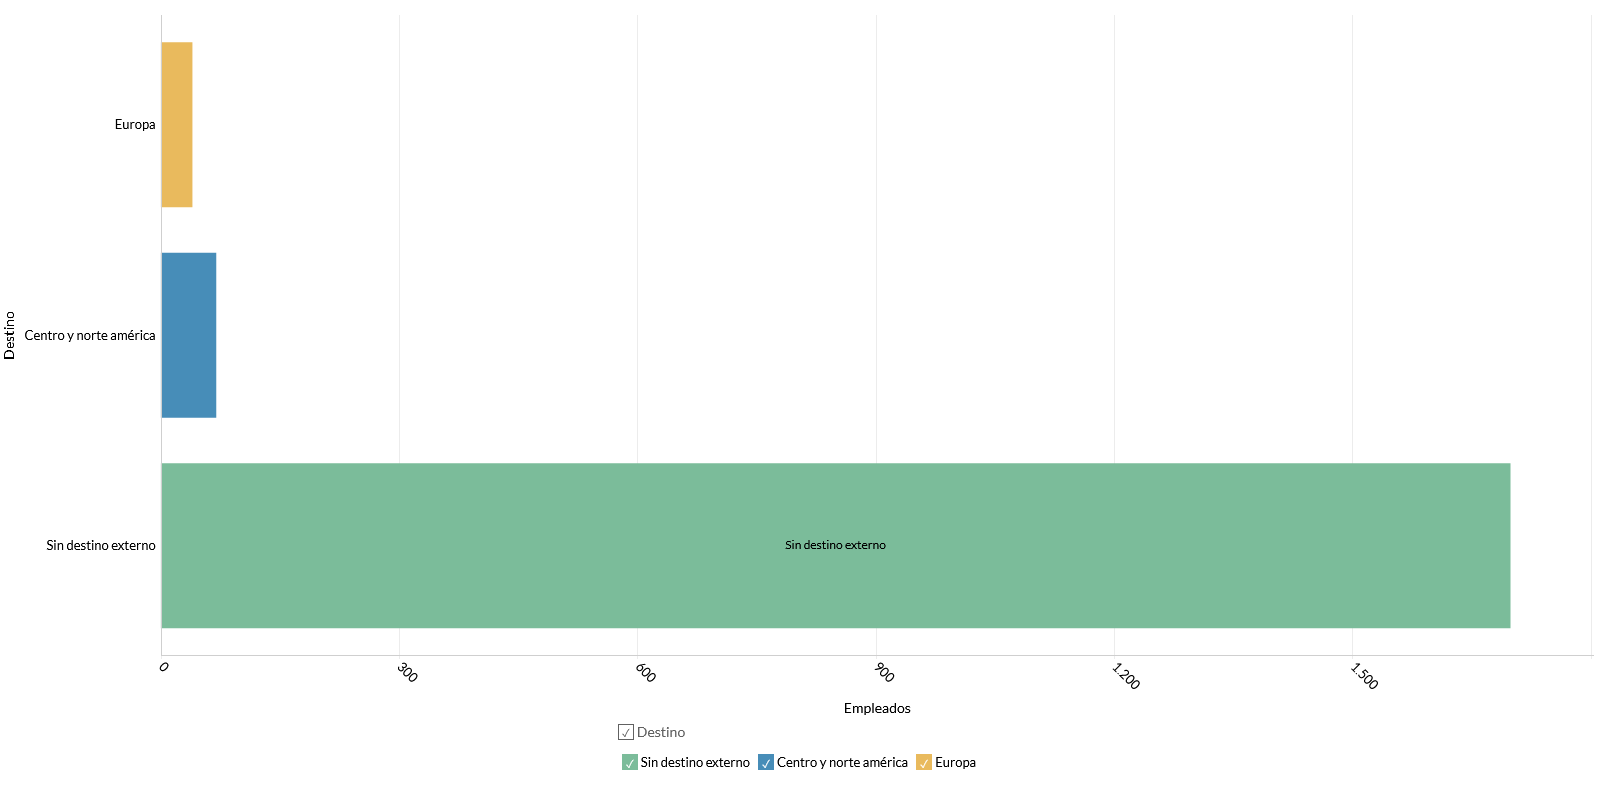 Europa
Destino
Centro y norte américa
Sin destino externo
Sin destino externo
0
300
600
900
1.200
1.500
Empleados
Destino
Sin destino externo Centro y norte américa Europa